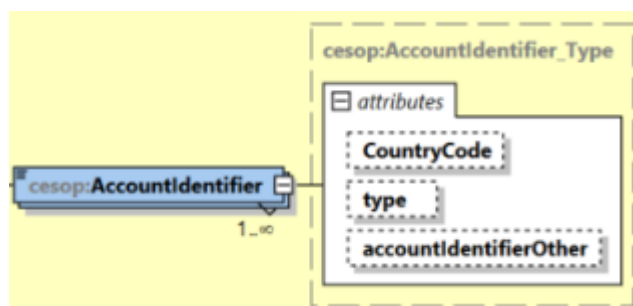 cesop:AccountIdentifier_Type
attributes
CountryCode
cesop:AccountIdentifier
type
1..∞
accountIdentifierOther